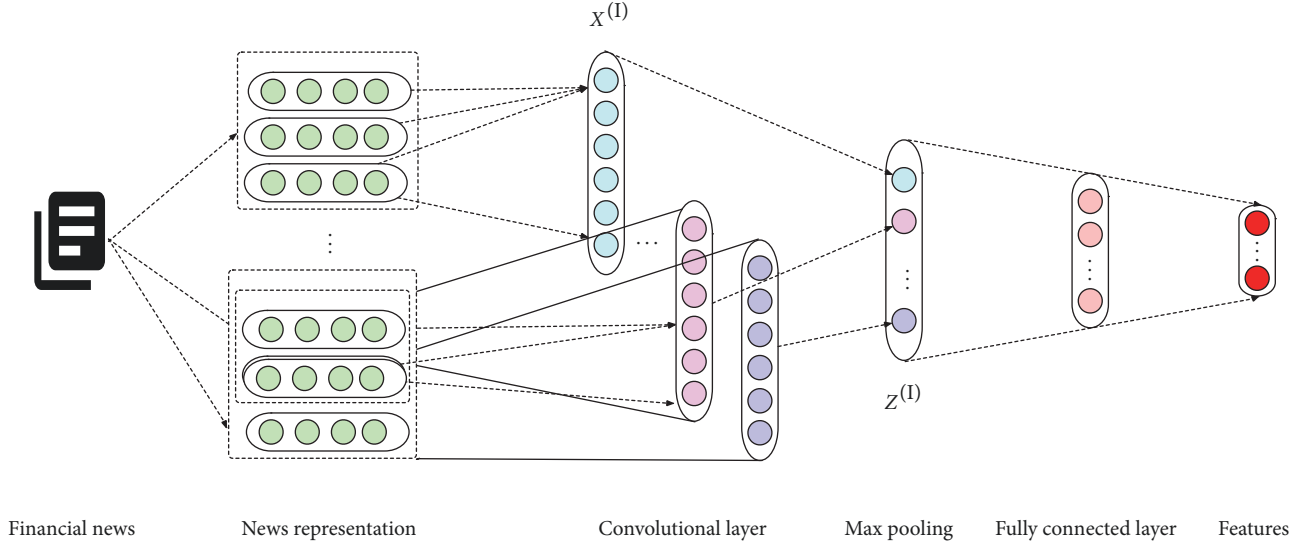 X(I)
Z(I)
Financial news
News representation
Convolutional layer
Max pooling
Fully connected layer
Features